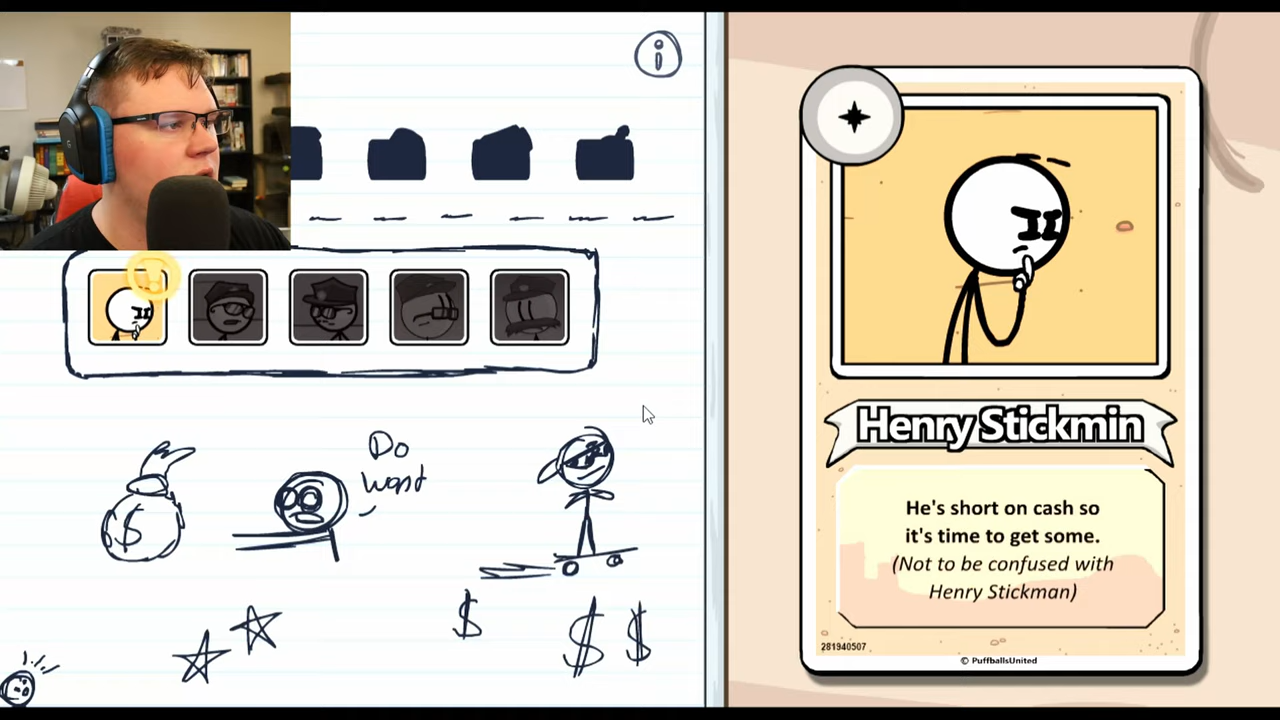 i
Do
want
$
$
$ $
Henry Stickmin
He's short on cash so
it's time to get some.
(Not to be confused with
Henry Stickman)
281940507
© PuffballsUnited